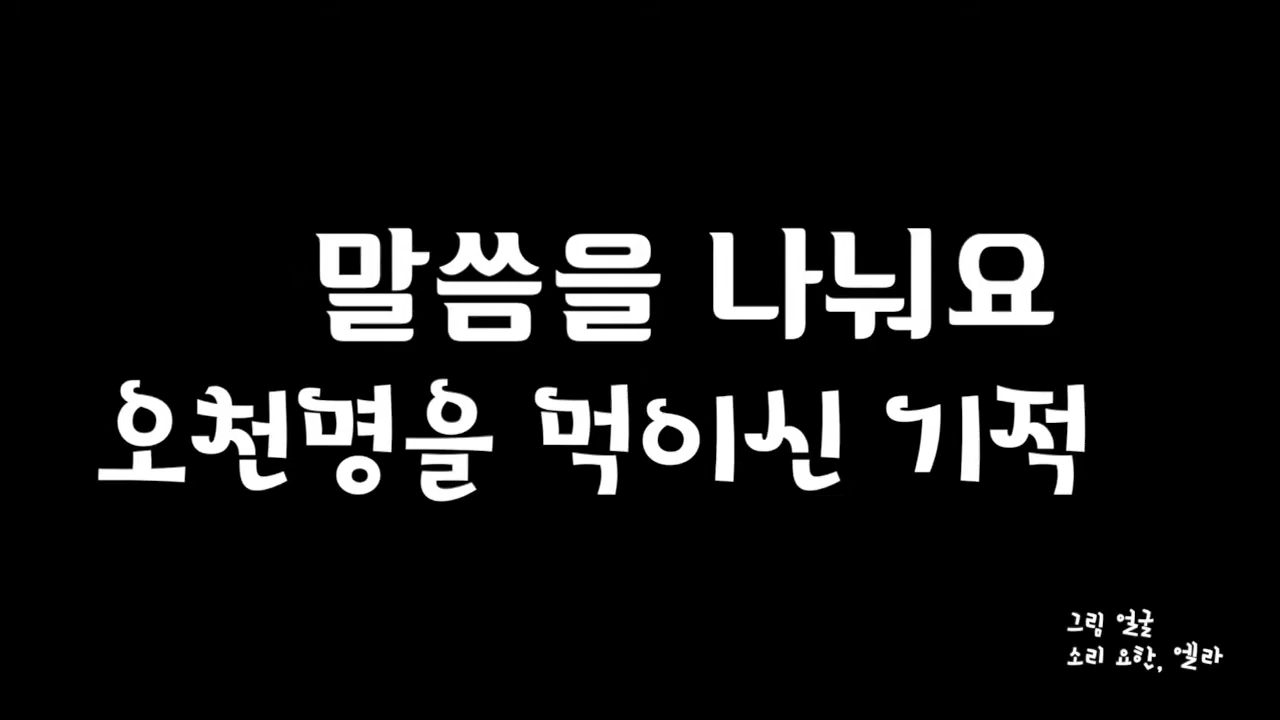 말씀을 나눠요
오천명을 먹이신 기적
그림 얼굴
소리 요한, 엘라